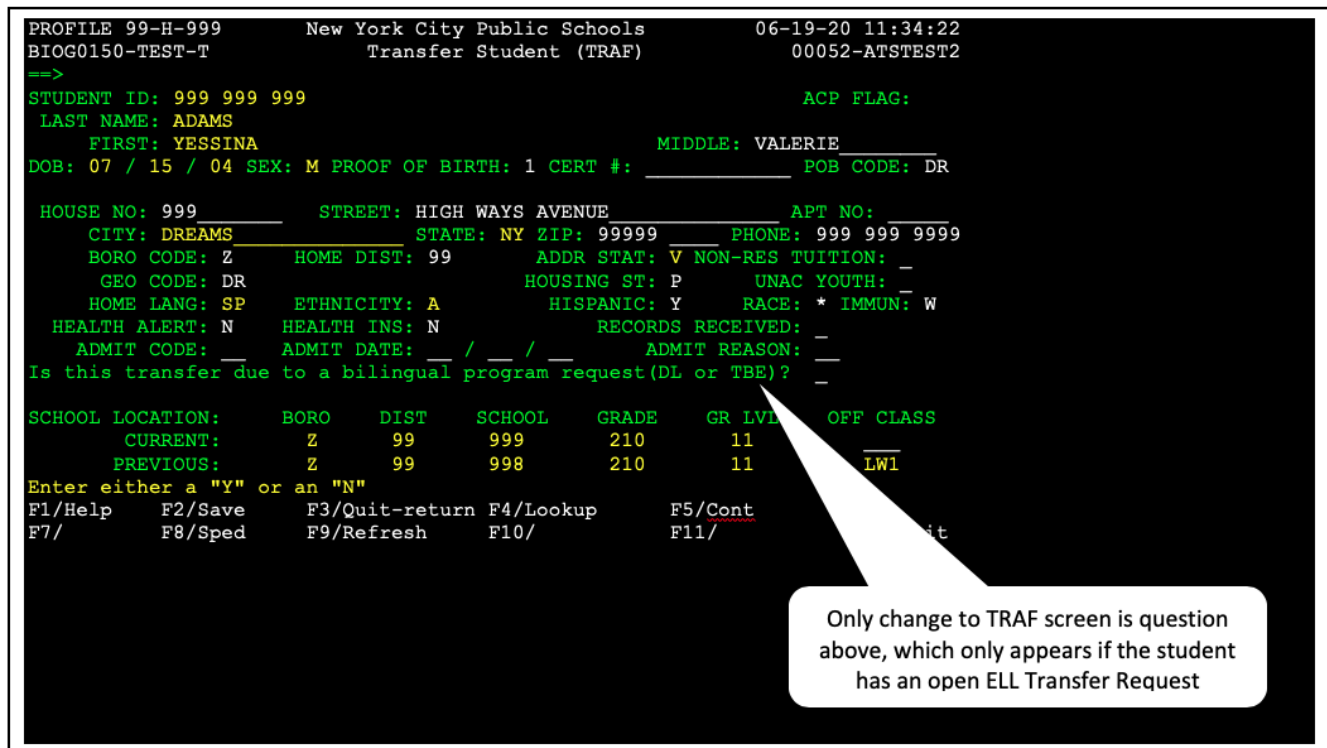 PROFILE 99-H-999 New York City Public Schools 06-19-20 11:34:22
BIOG0150-TEST-T Transfer Student (TRAF) 00052-ATSTEST2
==>
STUDENT ID: 999 999 999 ACP FLAG:
LAST NAME: ADAMS
FIRST: YESSINA MIDDLE: VALERIE_________
DOB: 07 / 15 / 04 SEX: M PROOF OF BIRTH: 1 CERT #: ____________ POB CODE: DR
HOUSE NO: 999_______ STREET: HIGH WAYS AVENUE______________ APT NO: ______
CITY: DREAMS______________ STATE: NY ZIP: 99999 ____ PHONE: 999 999 9999
BORO CODE: Z HOME DIST: 99 ADDR STAT: V NON-RES TUITION: _
GEO CODE: DR HOUSING ST: P UNAC YOUTH: _
HOME LANG: SP ETHNICITY: A HISPANIC: Y RACE: * IMMUN: W
HEALTH ALERT: N HEALTH INS: N RECORDS RECEIVED: _
ADMIT CODE: __ ADMIT DATE: __ / __ / __ ADMIT REASON: __
Is this transfer due to a bilingual program request(DL or TBE)? _
SCHOOL LOCATION: BORO DIST SCHOOL GRADE GR LVL OFF CLASS
CURRENT: Z 99 999 210 11 ___
PREVIOUS: Z 99 998 210 11 LW1
Enter either a "Y" or an "N"
F1/Help F2/Save F3/Quit-return F4/Lookup F5/Cont
F7/ F8/Sped F9/Refresh F10/ F11/ it
Only change to TRAF screen is question
above, which only appears if the student
has an open ELL Transfer Request